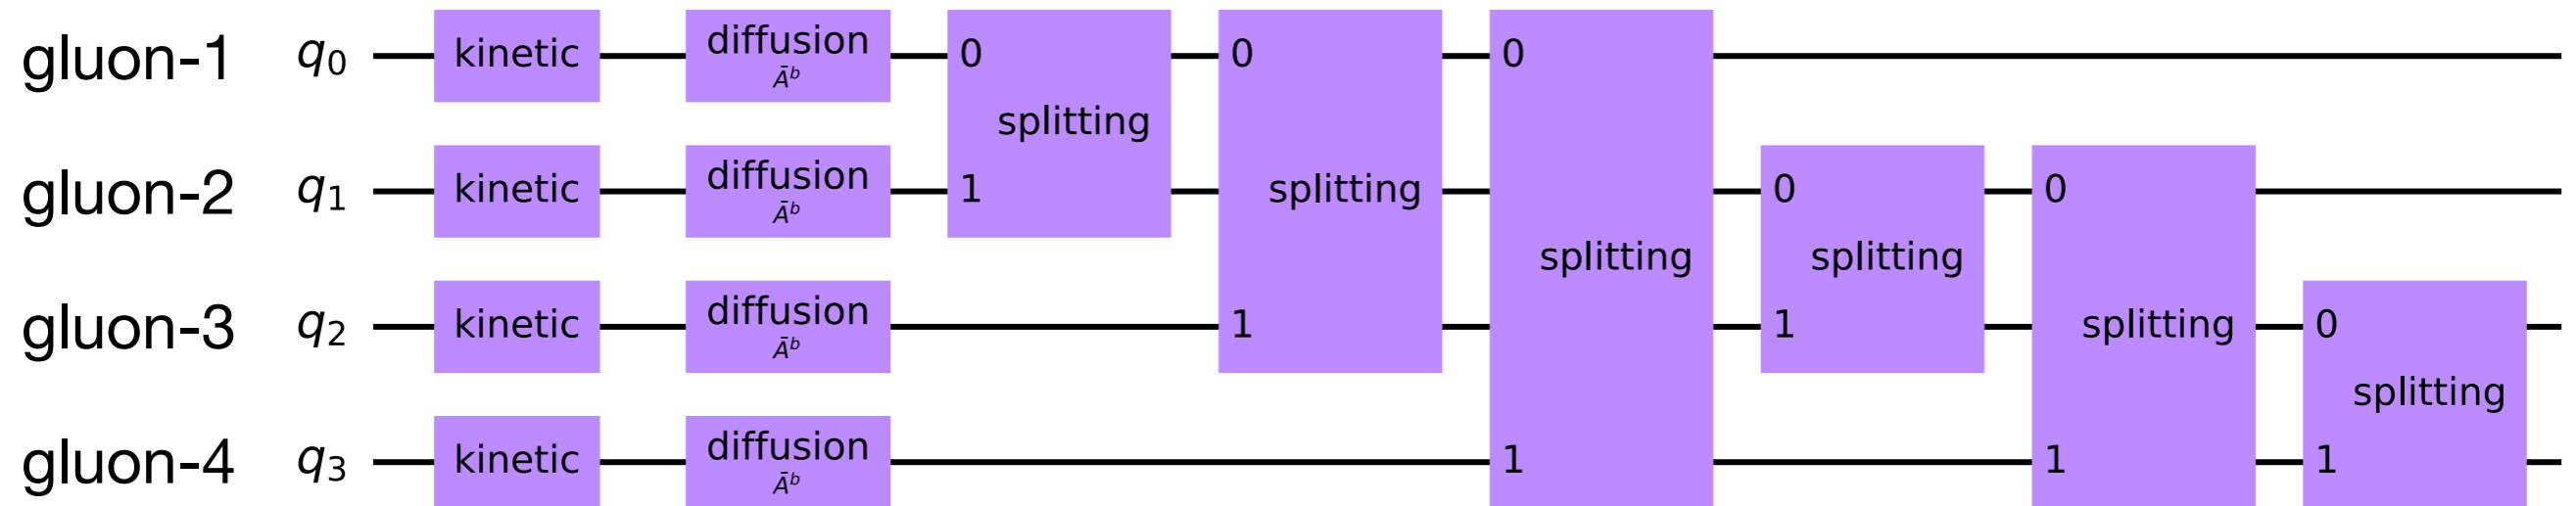 gluon-1 q₀ kinetic diffusion 0 0 0
Āᵇ
splitting
gluon-2 q₁ kinetic diffusion 1 splitting 0 0
Āᵇ
splitting splitting
gluon-3 q₂ kinetic diffusion 1 1 splitting 0
Āᵇ
splitting
gluon-4 q₃ kinetic diffusion 1 1 1
Āᵇ